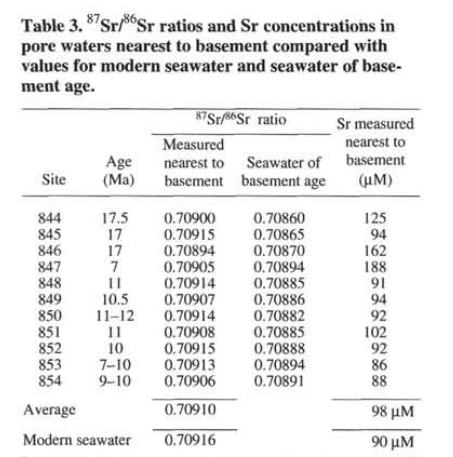 Table 3. ⁸⁷Sr/⁸⁶Sr ratios and Sr concentrations in
pore waters nearest to basement compared with
values for modern seawater and seawater of base-
ment age.
⁸⁷Sr/⁸⁶Sr ratio
Site Age (Ma) Measured nearest to basement Seawater of basement age Sr measured nearest to basement (μM)
844 17.5 0.70900 0.70860 125
845 17 0.70915 0.70865 94
846 17 0.70894 0.70870 162
847 7 0.70905 0.70894 188
848 11 0.70914 0.70885 91
849 10.5 0.70907 0.70886 94
850 11–12 0.70914 0.70882 92
851 11 0.70908 0.70885 102
852 10 0.70915 0.70888 92
853 7–10 0.70913 0.70894 86
854 9–10 0.70906 0.70891 88
Average 0.70910 98 μM
Modern seawater 0.70916 90 μM